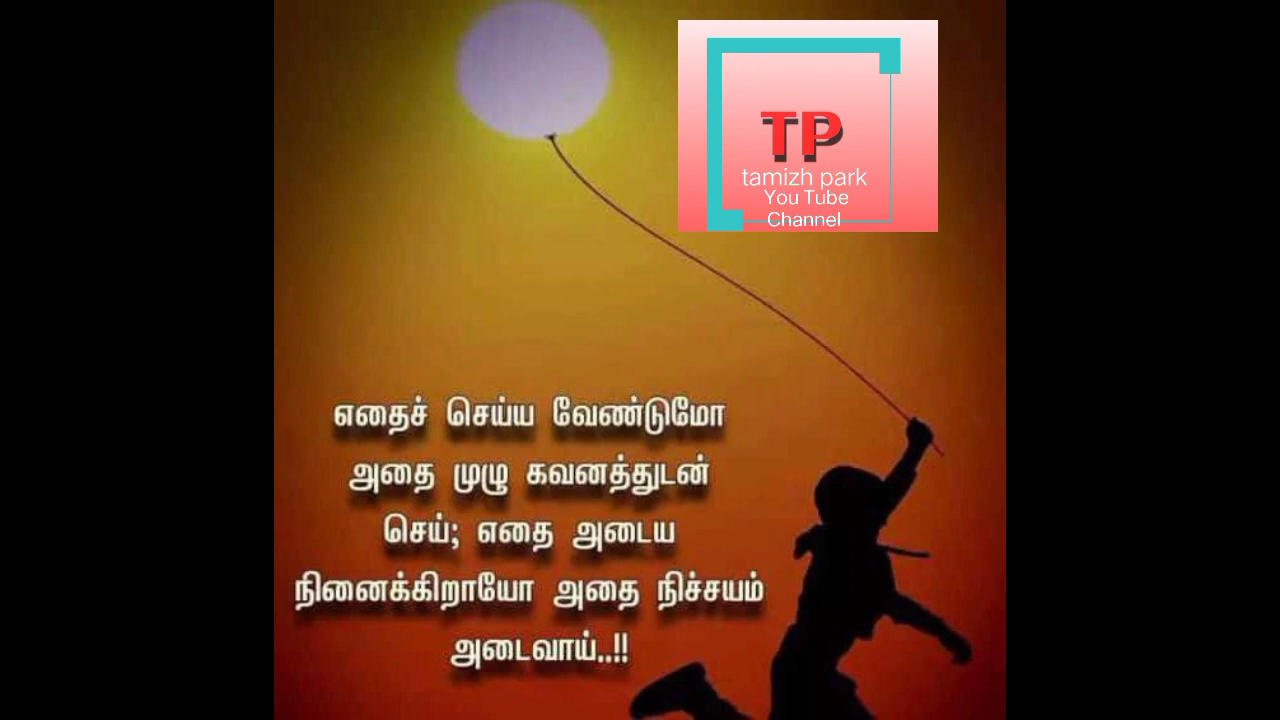 TP
tamizh park
You Tube
Channel
எதைச் செய்ய வேண்டுமோ
அதை முழு கவனத்துடன்
செய்; எதை அடைய
நினைக்கிறாயோ அதை நிச்சயம்
அடைவாய்..!!